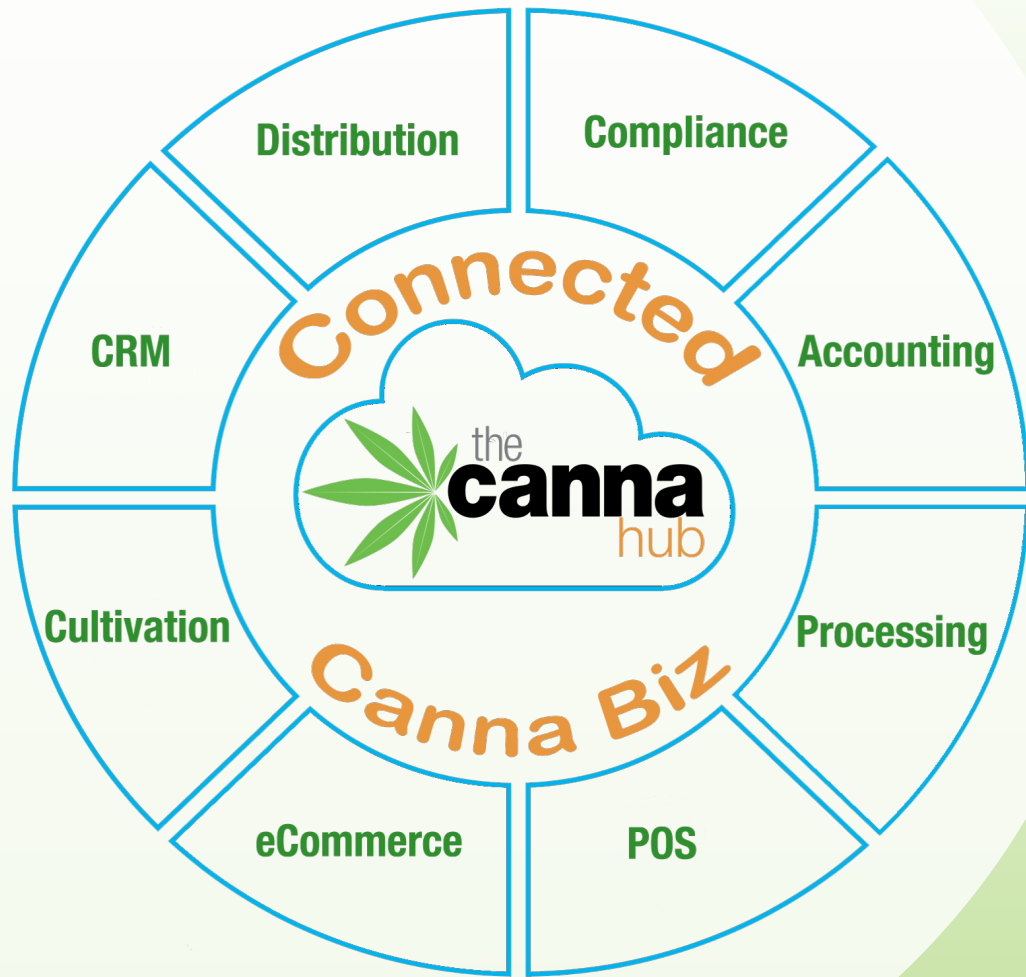 Distribution
Compliance
CRM
Accounting
Connected
the
canna
hub
Cultivation
Processing
Canna Biz
eCommerce
POS